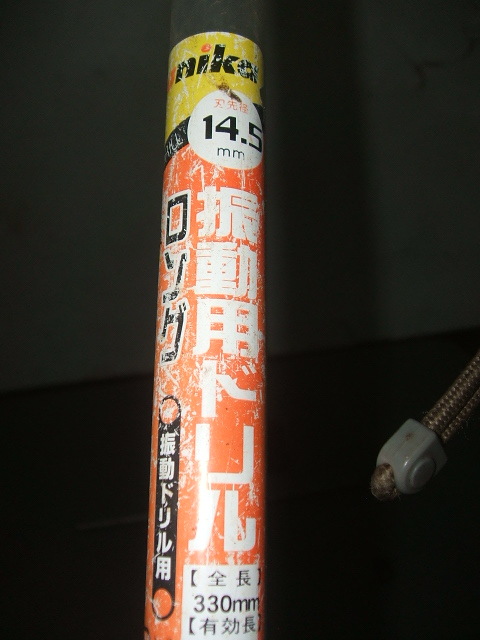 unika
刃先径
14.5
mm
振動用ドリル
ロング
振動ドリル用
【全長】
330mm
【有効長】